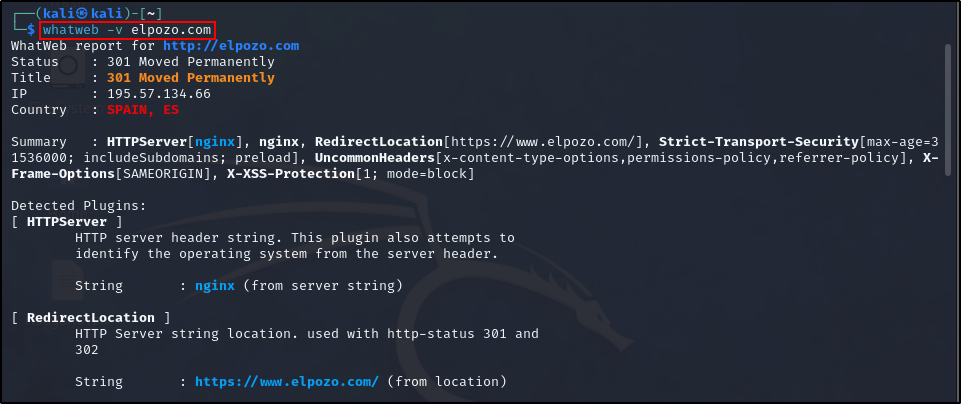 ┌──(kali㉿kali)-[~]
└─$ whatweb -v elpozo.com
WhatWeb report for http://elpozo.com
Status    : 301 Moved Permanently
Title     : 301 Moved Permanently
IP        : 195.57.134.66
Country   : SPAIN, ES

Summary   : HTTPServer[nginx], nginx, RedirectLocation[https://www.elpozo.com/], Strict-Transport-Security[max-age=3
1536000; includeSubdomains; preload], UncommonHeaders[x-content-type-options,permissions-policy,referrer-policy], X-
Frame-Options[SAMEORIGIN], X-XSS-Protection[1; mode=block]

Detected Plugins:
[ HTTPServer ]
        HTTP server header string. This plugin also attempts to
        identify the operating system from the server header.

        String       : nginx (from server string)

[ RedirectLocation ]
        HTTP Server string location. used with http-status 301 and
        302

        String       : https://www.elpozo.com/ (from location)